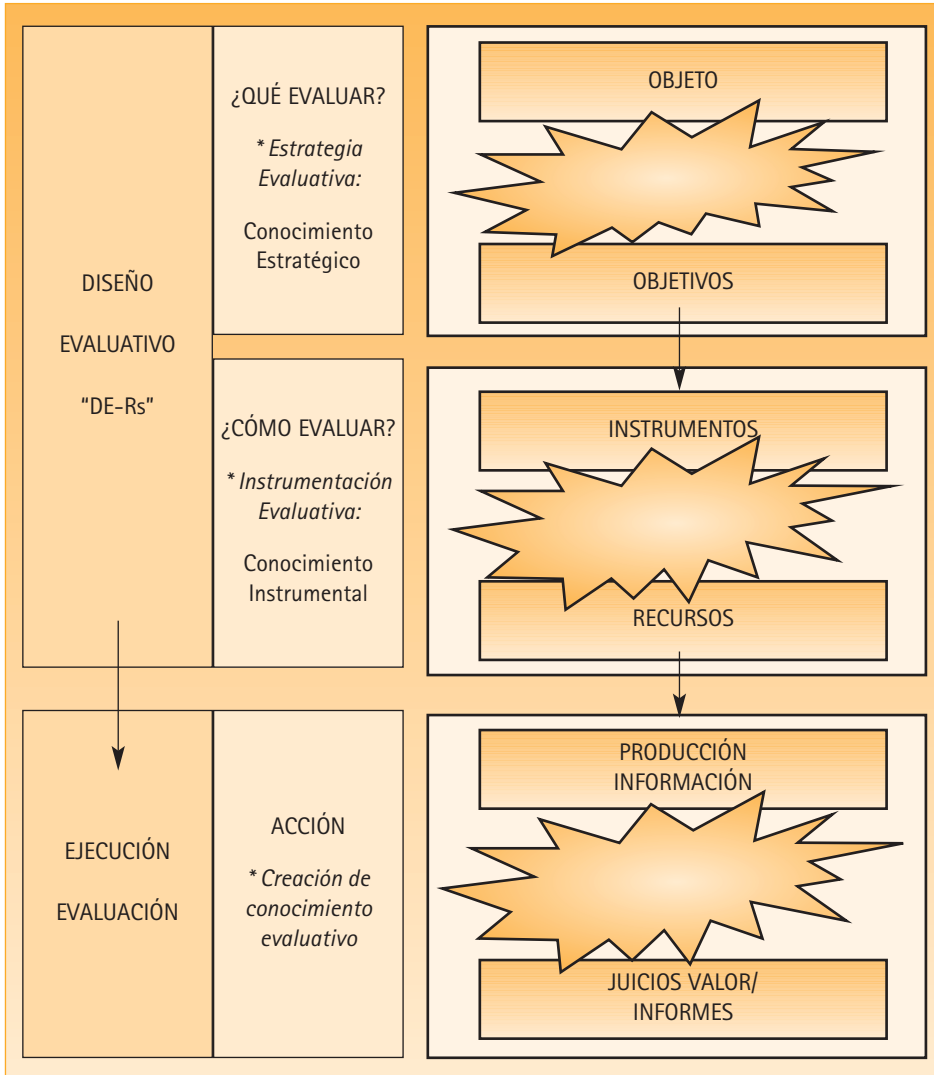 DISEÑO
EVALUATIVO
"DE-Rs"
¿QUÉ EVALUAR?
* Estrategia
Evaluativa:
Conocimiento
Estratégico
OBJETO
OBJETIVOS
¿CÓMO EVALUAR?
* Instrumentación
Evaluativa:
Conocimiento
Instrumental
INSTRUMENTOS
RECURSOS
EJECUCIÓN
EVALUACIÓN
ACCIÓN
* Creación de
conocimiento
evaluativo
PRODUCCIÓN
INFORMACIÓN
JUICIOS VALOR/
INFORMES